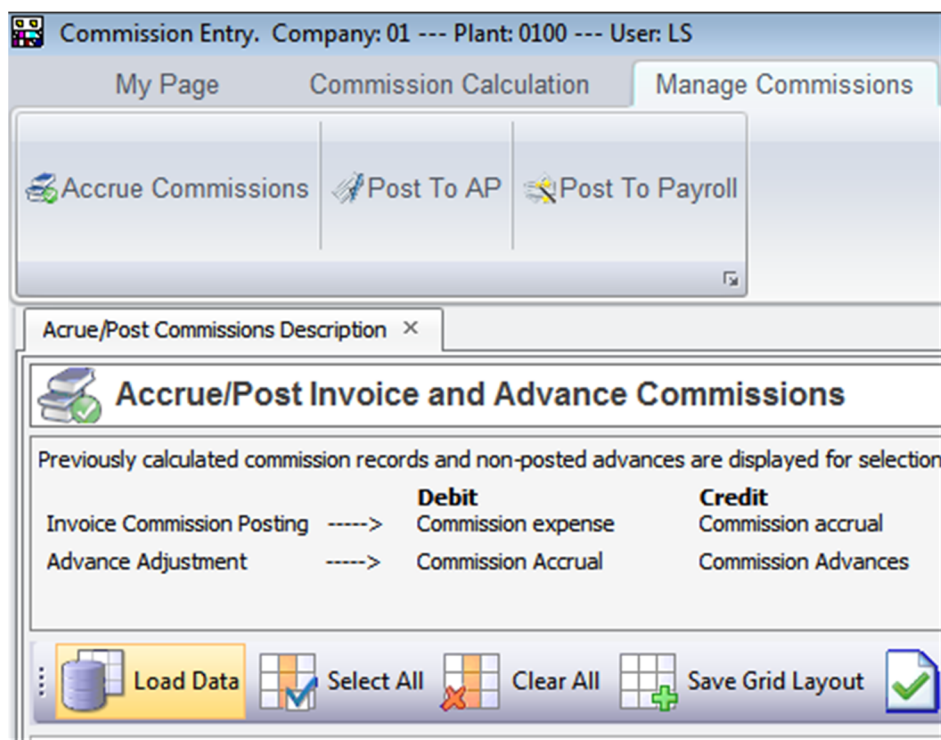 Commission Entry.  Company: 01 --- Plant: 0100 --- User: LS
My Page Commission Calculation Manage Commissions
Accrue Commissions Post To AP Post To Payroll
Acrue/Post Commissions Description ×
Accrue/Post Invoice and Advance Commissions
Previously calculated commission records and non-posted advances are displayed for selection
Debit Credit
Invoice Commission Posting -----> Commission expense Commission accrual
Advance Adjustment -----> Commission Accrual Commission Advances
Load Data Select All Clear All Save Grid Layout